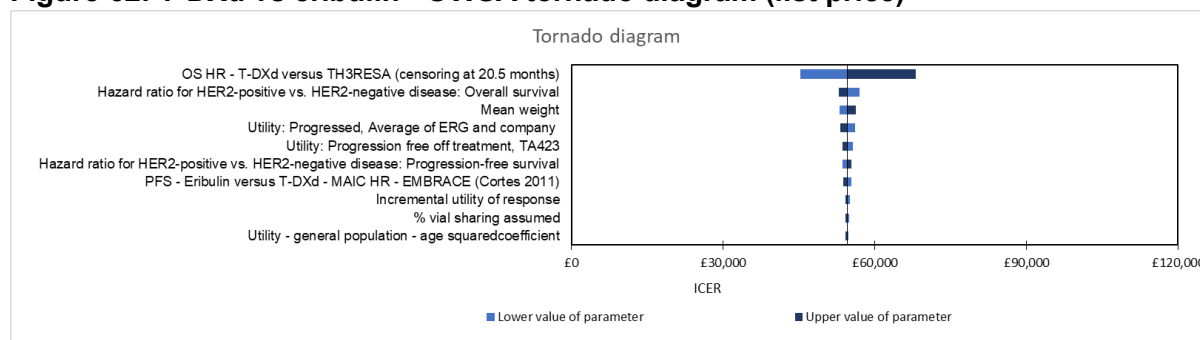 Tornado diagram
OS HR - T-DXd versus TH3RESA (censoring at 20.5 months)
Hazard ratio for HER2-positive vs. HER2-negative disease: Overall survival
Mean weight
Utility: Progressed, Average of ERG and company
Utility: Progression free off treatment, TA423
Hazard ratio for HER2-positive vs. HER2-negative disease: Progression-free survival
PFS - Eribulin versus T-DXd - MAIC HR - EMBRACE (Cortes 2011)
Incremental utility of response
% vial sharing assumed
Utility - general population - age squaredcoefficient
£0 £30,000 £60,000 £90,000 £120,000
ICER
Lower value of parameter Upper value of parameter